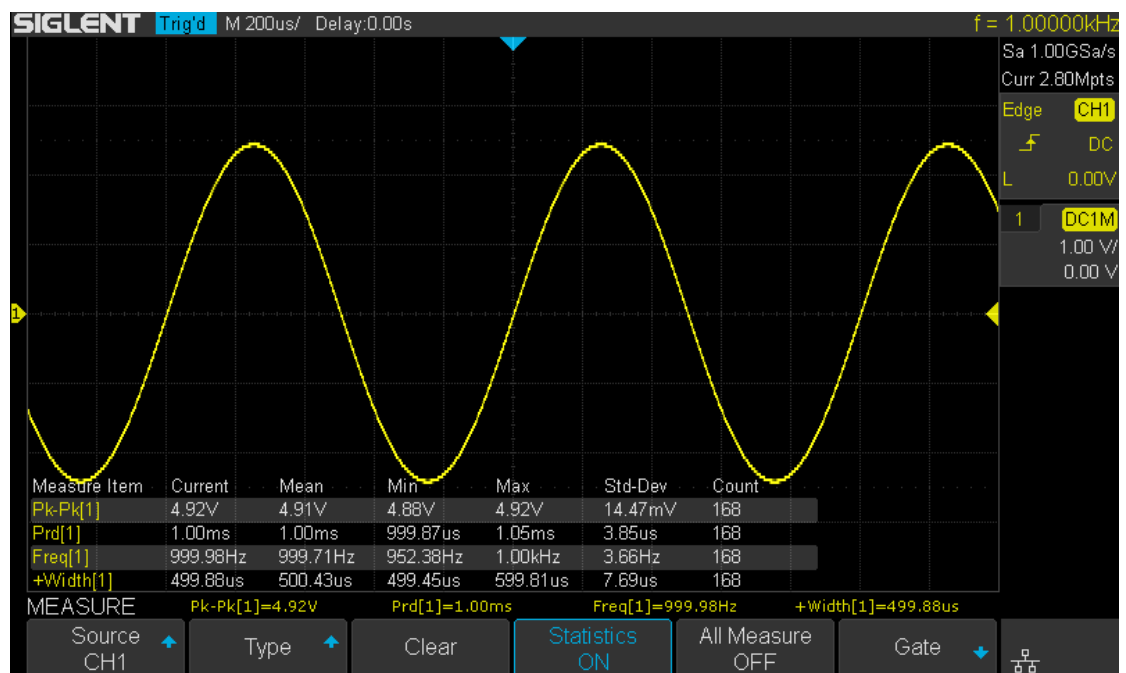 SIGLENT Trig'd M 200us/ Delay:0.00s f = 1.00000kHz
Sa 1.00GSa/s
Curr 2.80Mpts
Edge CH1
DC
L 0.00V
1 DC1M
1.00 V/
0.00 V
1
Measure Item Current Mean Min Max Std-Dev Count
Pk-Pk[1] 4.92V 4.91V 4.88V 4.92V 14.47mV 168
Prd[1] 1.00ms 1.00ms 999.87us 1.05ms 3.85us 168
Freq[1] 999.98Hz 999.71Hz 952.38Hz 1.00kHz 3.66Hz 168
+Width[1] 499.88us 500.43us 499.45us 599.81us 7.69us 168
MEASURE Pk-Pk[1]=4.92V Prd[1]=1.00ms Freq[1]=999.98Hz +Width[1]=499.88us
Source Type Clear Statistics All Measure Gate
CH1 ON OFF